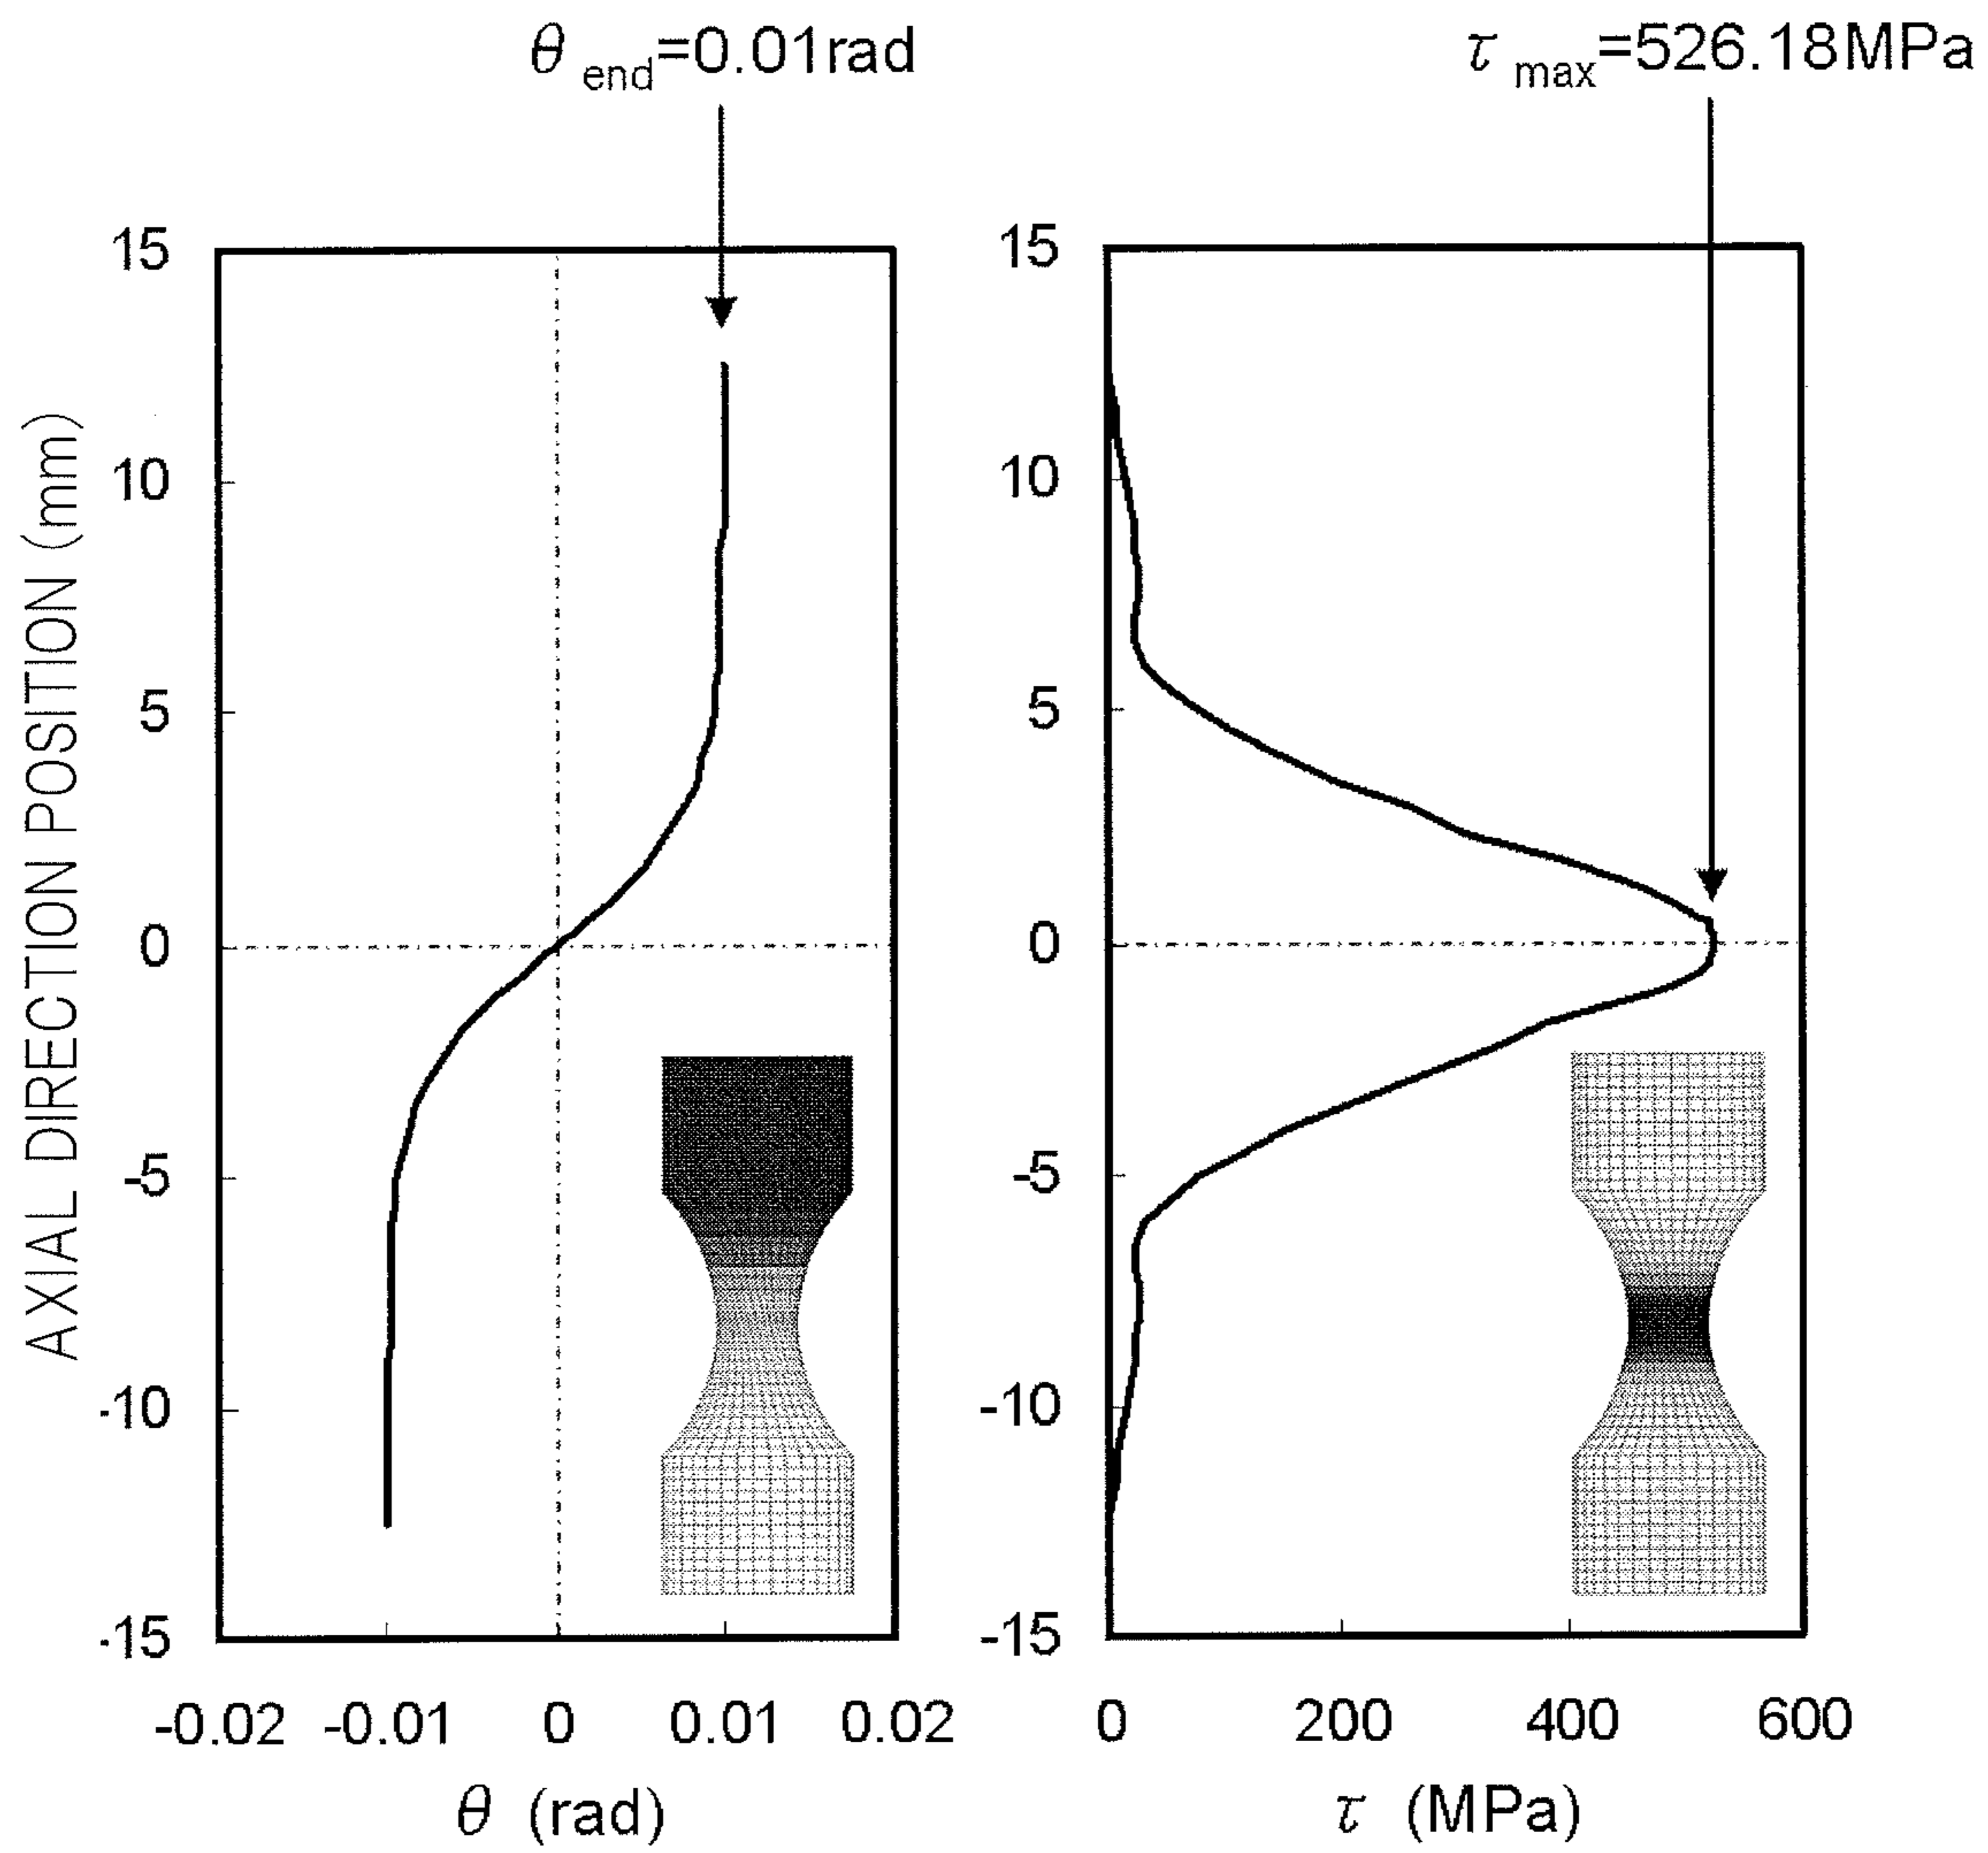 θ end=0.01rad
τ max=526.18MPa
AXIAL DIRECTION POSITION (mm)
15
10
5
0
-5
-10
-15
-0.02 -0.01 0 0.01 0.02
θ (rad)
15
10
5
0
-5
-10
-15
0 200 400 600
τ (MPa)